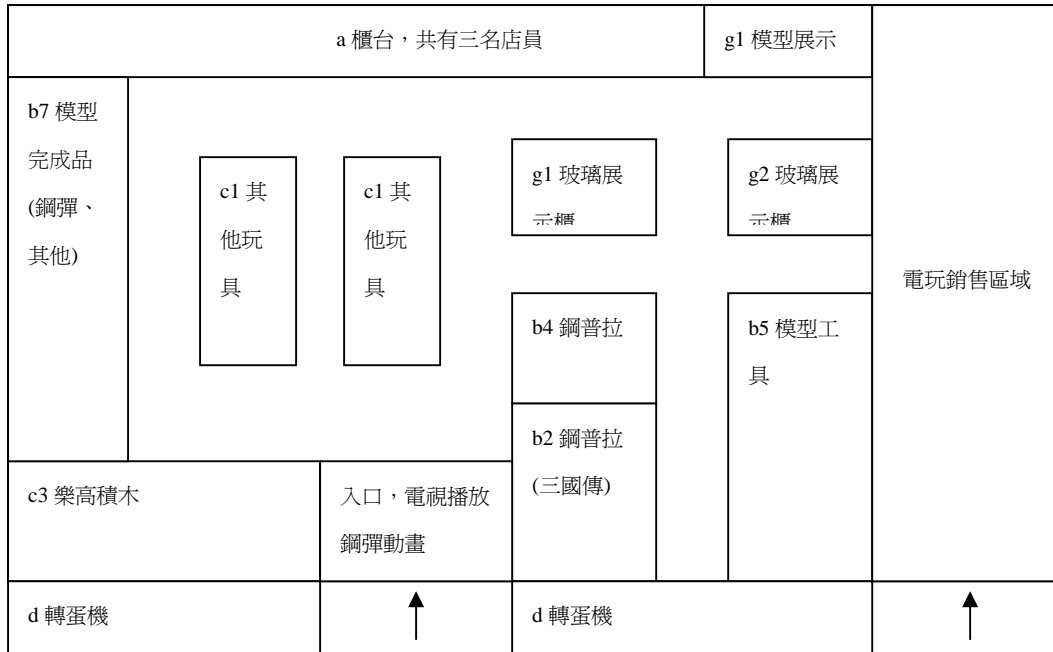 a 櫃台，共有三名店員
g1 模型展示
b7 模型
完成品
(鋼彈、
其他)
c1 其
他玩
具
c1 其
他玩
具
g1 玻璃展
示櫃
g2 玻璃展
示櫃
電玩銷售區域
b4 鋼普拉
b5 模型工
具
b2 鋼普拉
(三國傳)
c3 樂高積木
入口，電視播放
鋼彈動畫
d 轉蛋機
d 轉蛋機